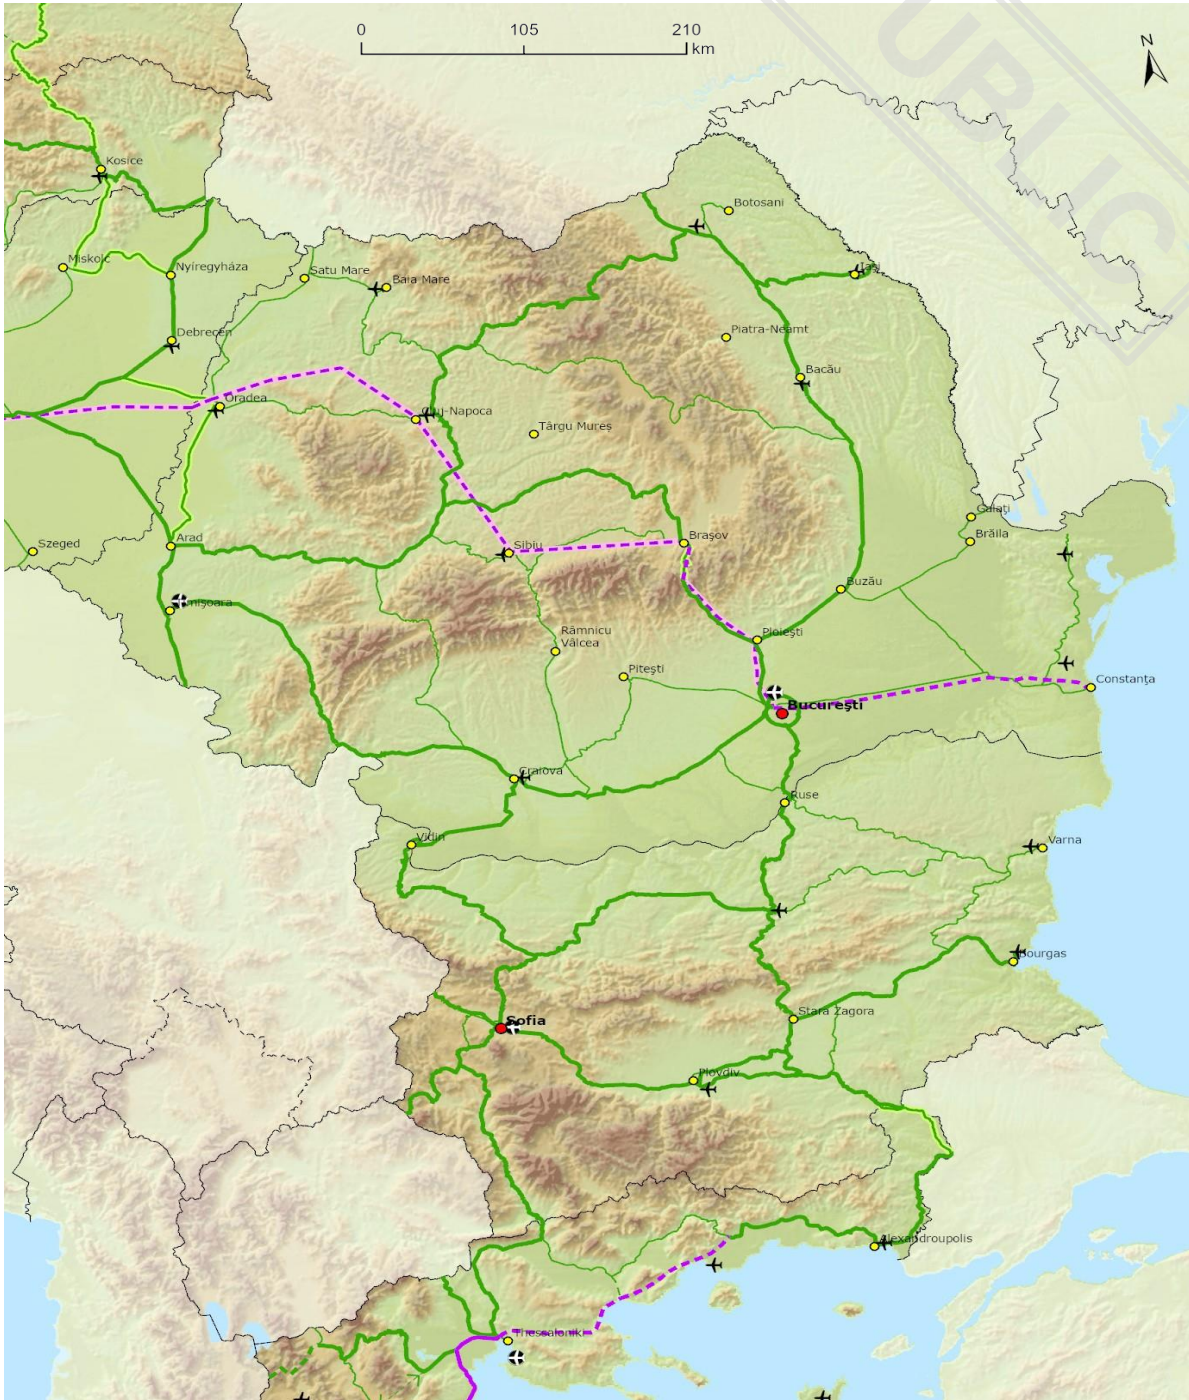 0 105 210
km
N
UBLIC
Kosice
Botosani
Miskolc
Nyíregyháza
Satu Mare
Baia Mare
Iaşi
Debrecen
Piatra-Neamt
Bacău
Oradea
Cluj-Napoca
Târgu Mureş
Galaţi
Arad
Braşov
Brăila
Szeged
Sibiu
Buzău
Timişoara
Râmnicu
Vâlcea
Ploieşti
Piteşti
Constanţa
Bucureşti
Craiova
Ruse
Vidin
Varna
Bourgas
Sofia
Stara Zagora
Plovdiv
Alexandroupolis
Thessaloniki